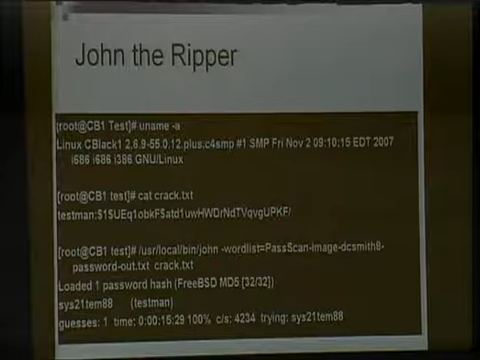 John the Ripper
[root@CB1 Test]# uname -a
Linux CBlack1 2.6.9-55.0.12.plus.c4smp #1 SMP Fri Nov 2 09:10:15 EDT 2007
i686 i686 i386 GNU/Linux
[root@CB1 test]# cat crack.txt
testman:$1$UEq1obkF$atd1uwHWDrNdTVqvgUPKF/
[root@CB1 test]# /usr/local/bin/john -wordlist=PassScan-image-dcsmith8-
password-out.txt crack.txt
Loaded 1 password hash (FreeBSD MD5 [32/32])
sys21tem88 (testman)
guesses: 1 time: 0:00:15:29 100% c/s: 4234 trying: sys21tem88